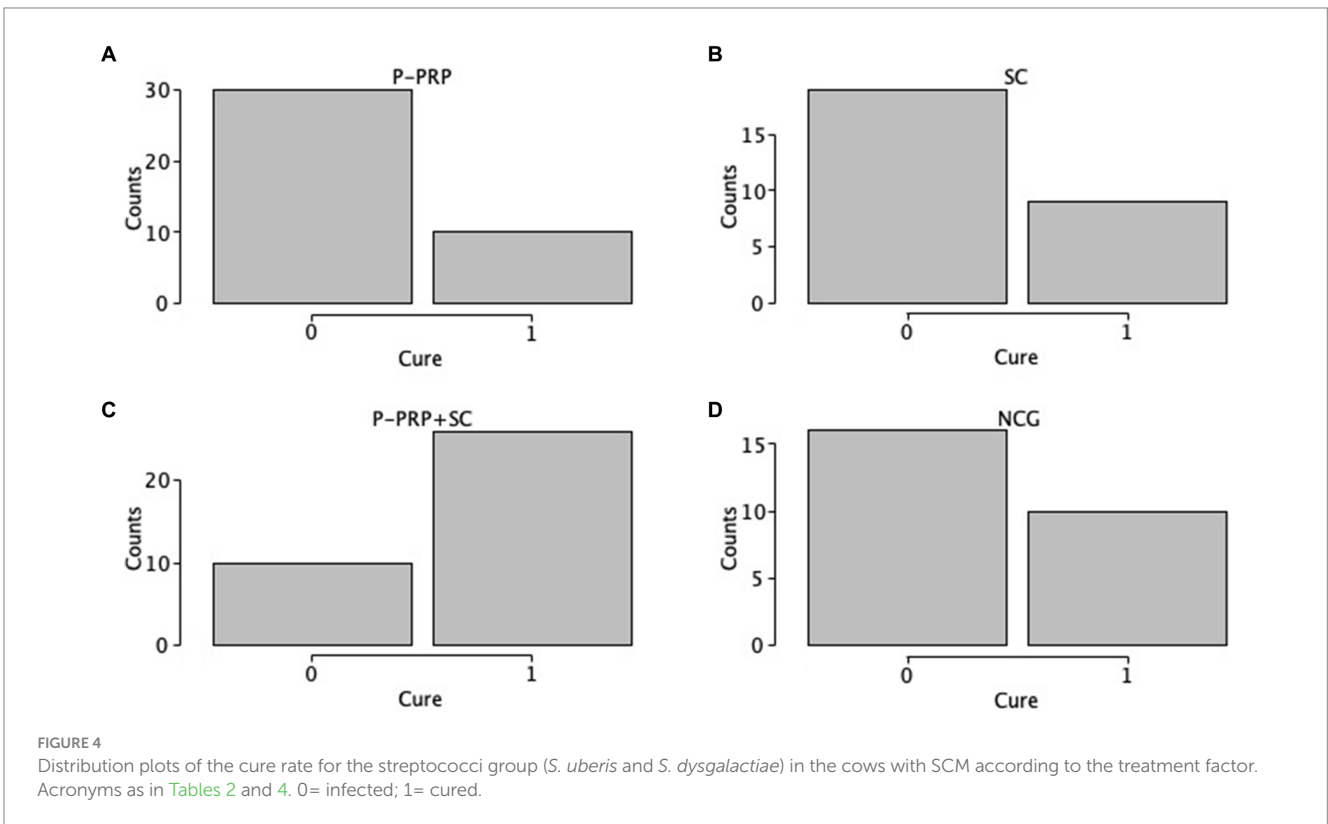 A
P-PRP
30
20
10
0
Counts
0
1
Cure
B
SC
15
10
5
0
Counts
0
1
Cure
C
P-PRP+SC
20
10
0
Counts
0
1
Cure
D
NCG
15
10
5
0
Counts
0
1
Cure
FIGURE 4
Distribution plots of the cure rate for the streptococci group (S. uberis and S. dysgalactiae) in the cows with SCM according to the treatment factor.
Acronyms as in Tables 2 and 4. 0= infected; 1= cured.